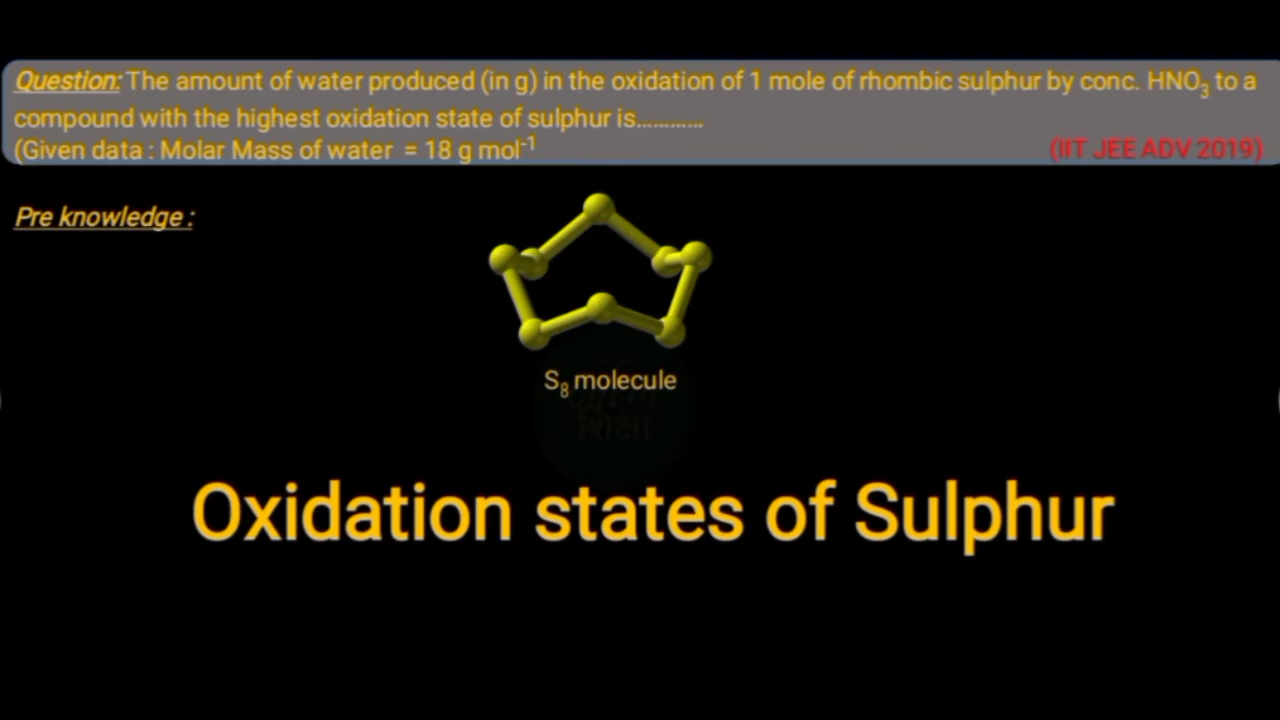 Question: The amount of water produced (in g) in the oxidation of 1 mole of rhombic sulphur by conc. HNO₃ to a
compound with the highest oxidation state of sulphur is............
(Given data : Molar Mass of water = 18 g mol⁻¹
(IIT JEE ADV 2019)
Pre knowledge :
S₈ molecule
शिक्षा
Oxidation states of Sulphur